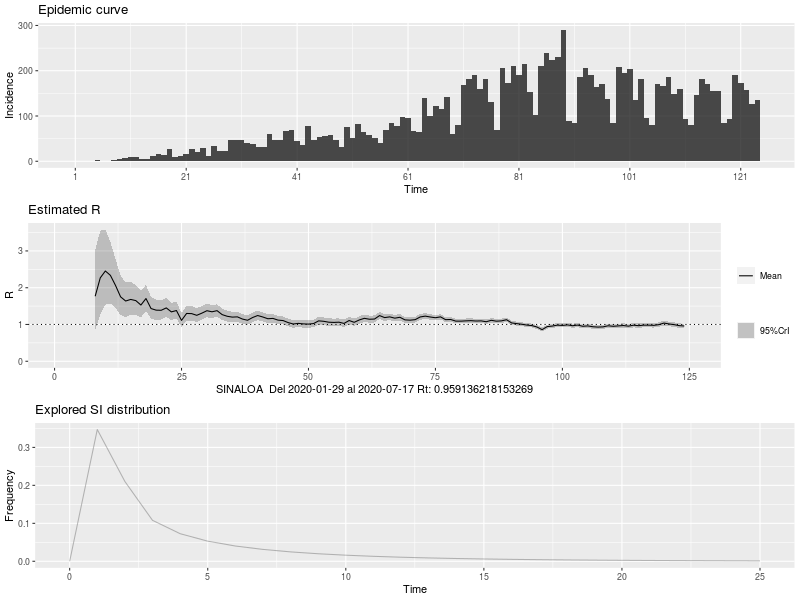 Epidemic curve
300
200
100
0
Incidence
1
21
41
61
81
101
121
Time
Estimated R
3
2
1
0
R
Mean
95%CrI
0
25
50
75
100
125
SINALOA Del 2020-01-29 al 2020-07-17 Rt: 0.959136218153269
Explored SI distribution
0.3
0.2
0.1
0.0
Frequency
0
5
10
15
20
25
Time